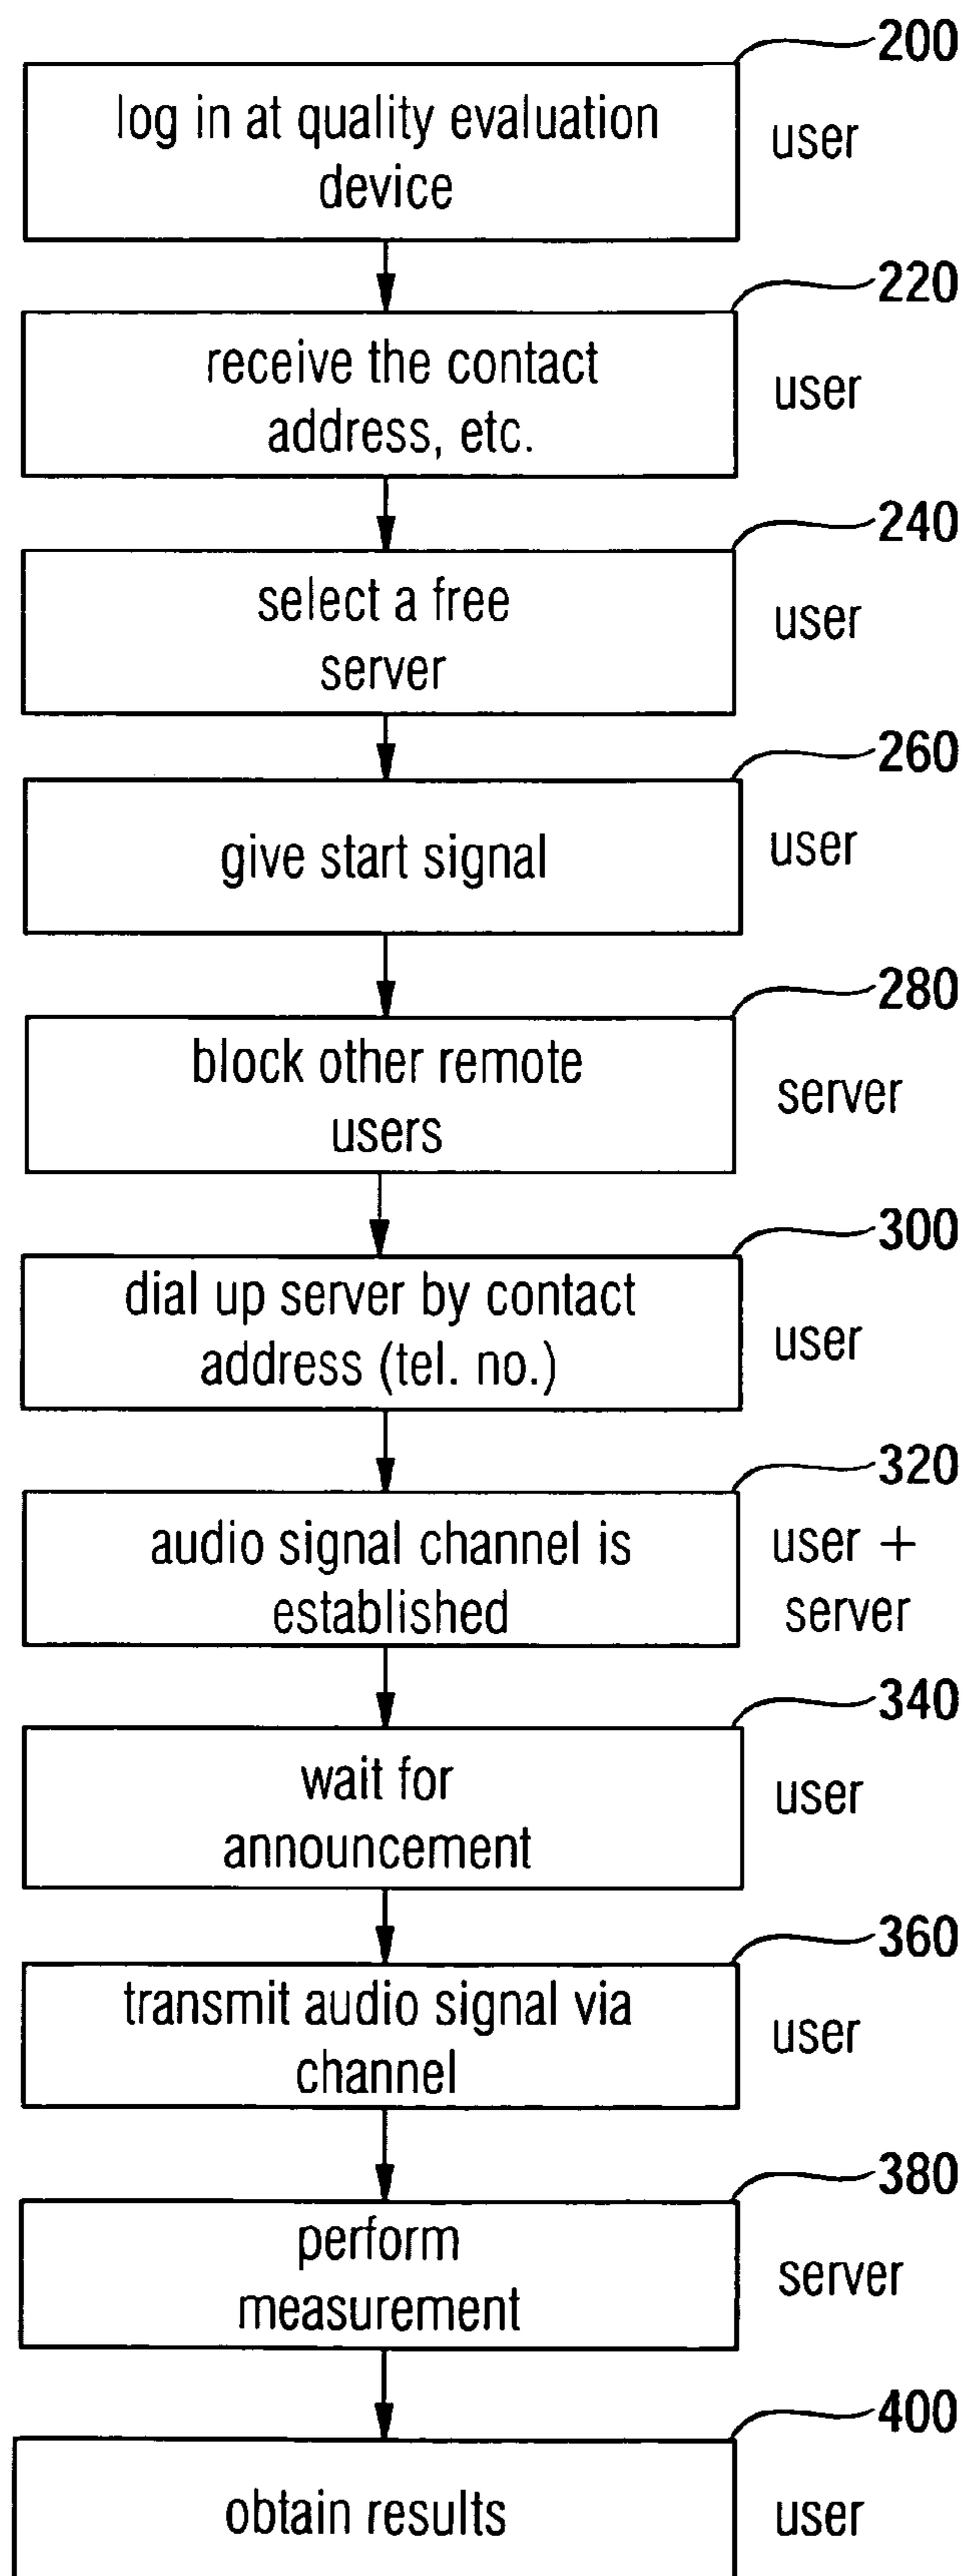 200
log in at quality evaluation
device
user
220
receive the contact
address, etc.
user
240
select a free
server
user
260
give start signal
user
280
block other remote
users
server
300
dial up server by contact
address (tel. no.)
user
320
audio signal channel is
established
user +
server
340
wait for
announcement
user
360
transmit audio signal via
channel
user
380
perform
measurement
server
400
obtain results
user